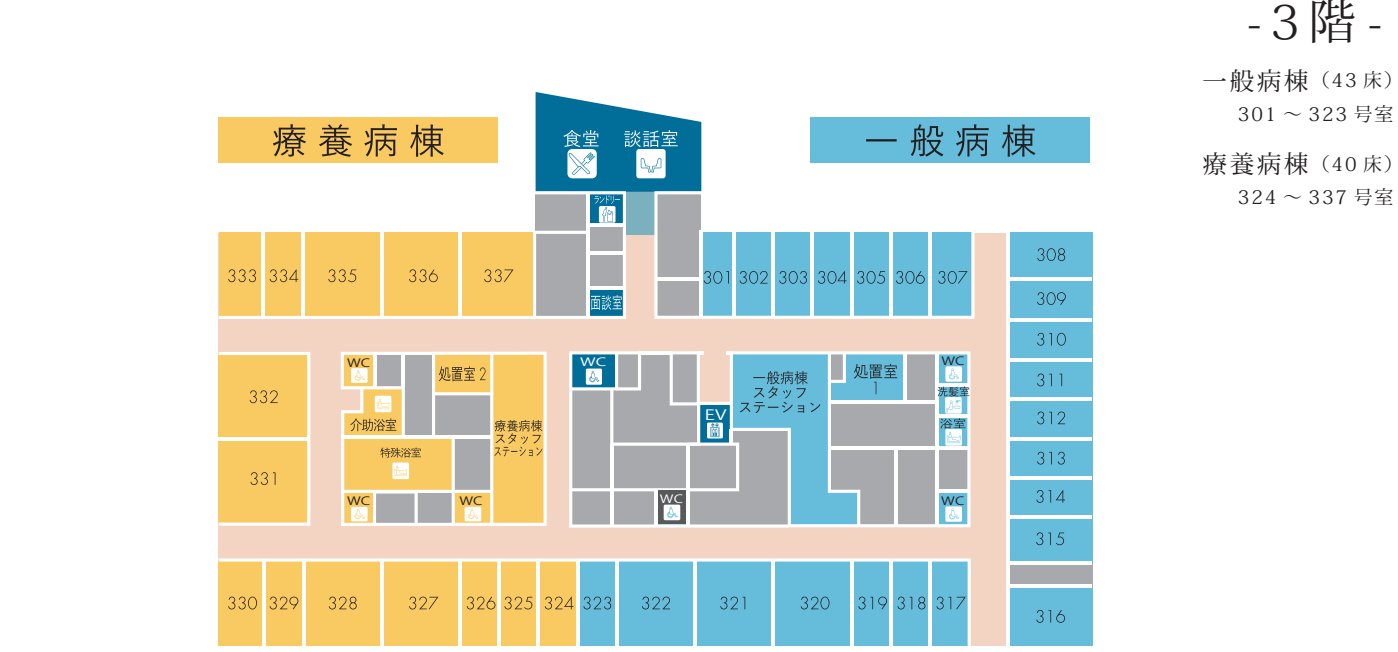 -3階-
一般病棟（43床）
301～323号室
療養病棟（40床）
324～337号室
療養病棟
一般病棟
食堂 談話室
ランドリー
面談室
333 334 335 336 337
301 302 303 304 305 306 307
308
309
310
311
312
313
314
315
316
332
331
WC
処置室2
介助浴室
特殊浴室
WC
WC
療養病棟
スタッフ
ステーション
WC
EV
WC
一般病棟
スタッフ
ステーション
処置室
1
WC
洗髪室
浴室
WC
330 329 328 327 326 325 324 323 322 321 320 319 318 317